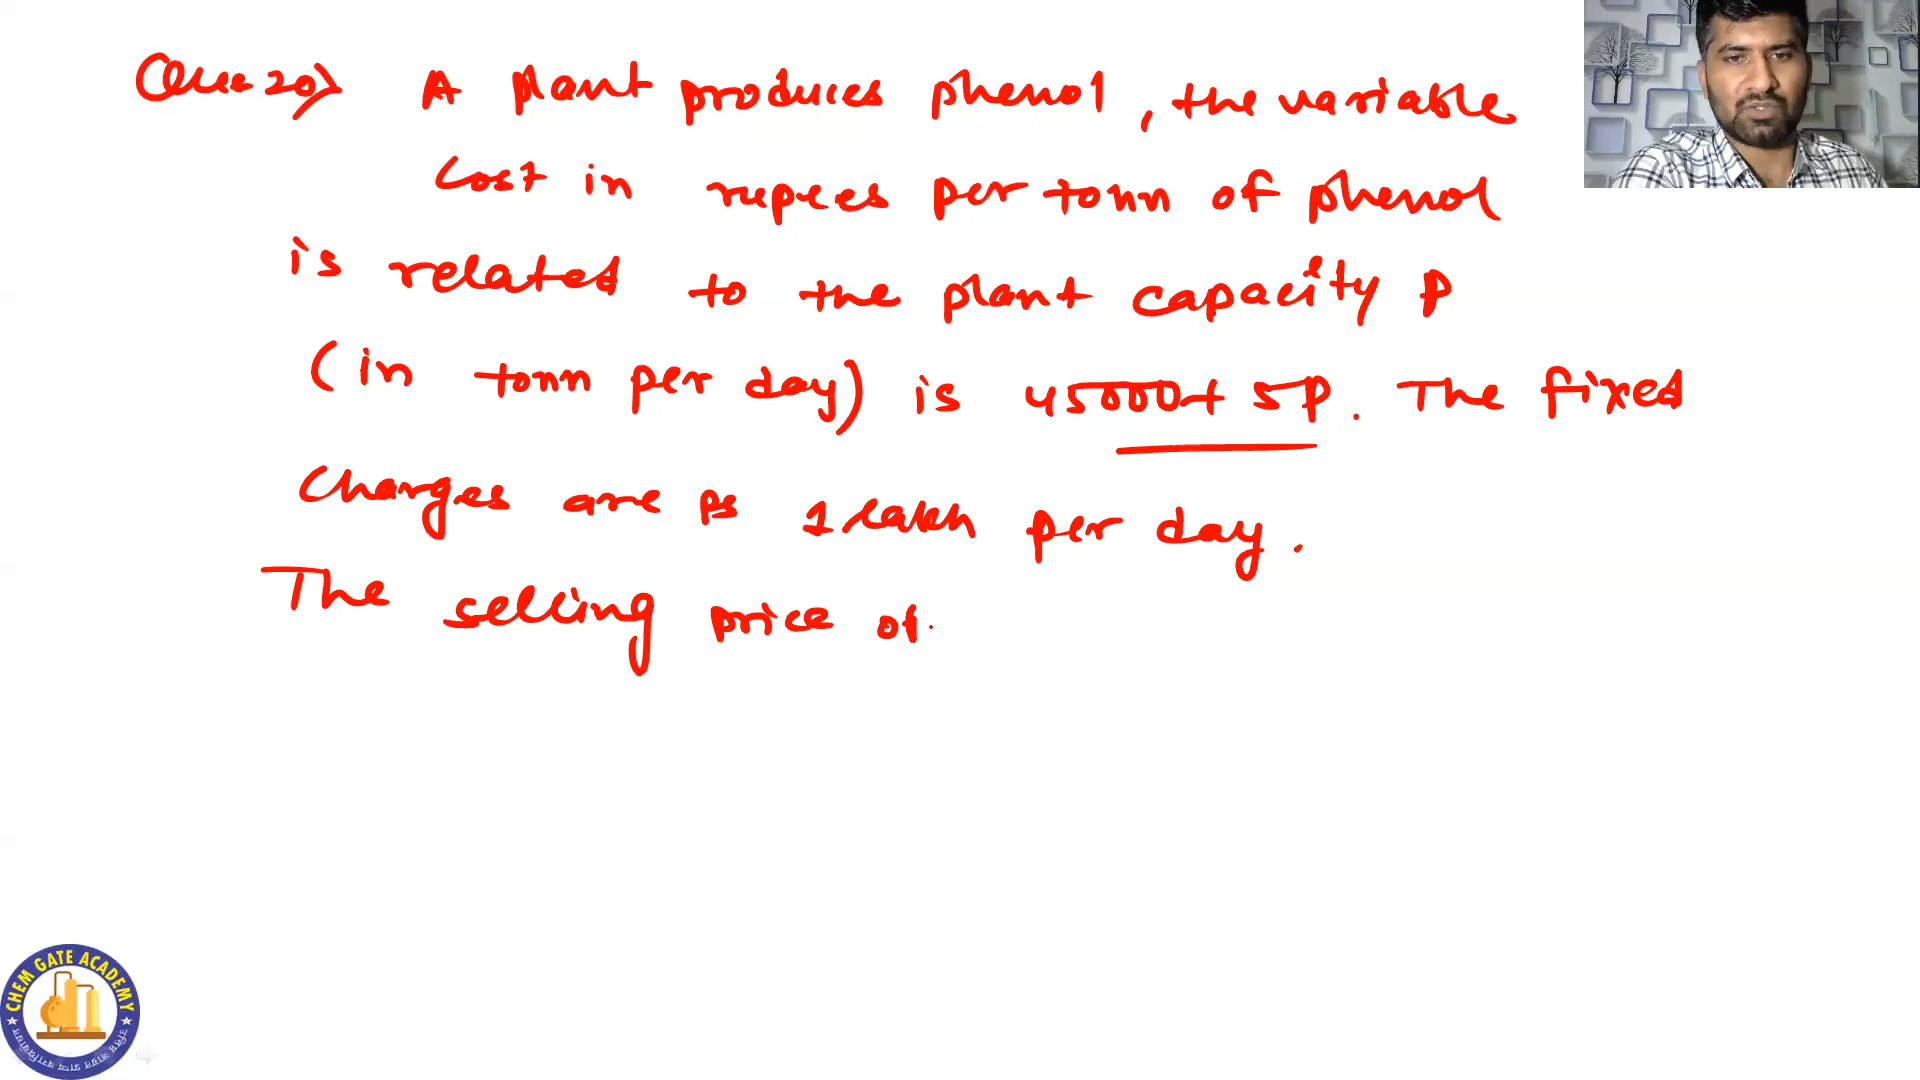 Que 20) A plant produces phenol, the variable
cost in rupees per tonn of phenol
is related to the plant capacity P
(in tonn per day) is 45000+ 5P. The fixed
charges are Rs 1 lakh per day.
The selling price of
CHEM GATE ACADEMY